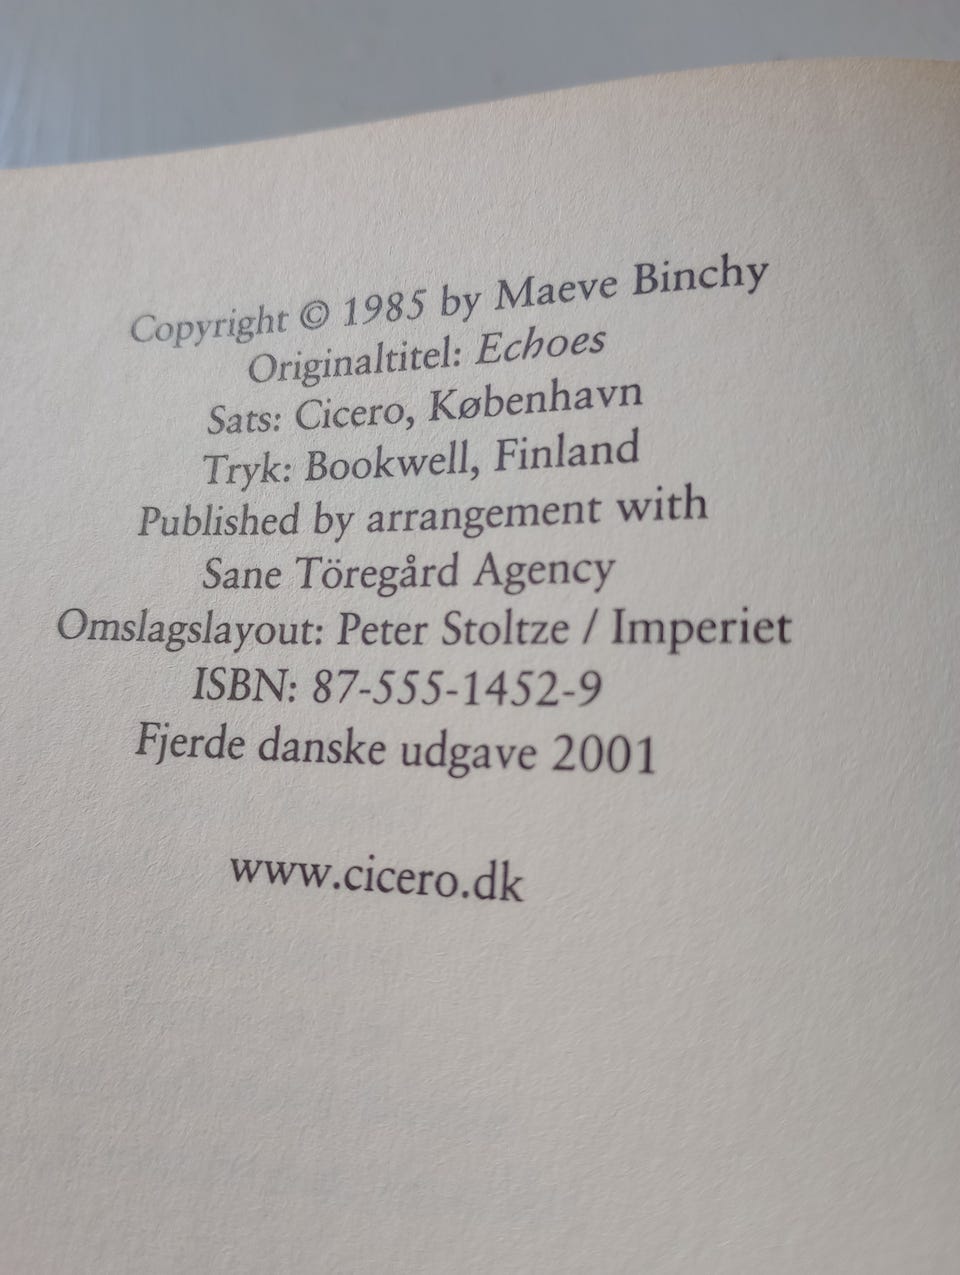 Copyright © 1985 by Maeve Binchy
Originaltitel: Echoes
Sats: Cicero, København
Tryk: Bookwell, Finland
Published by arrangement with
Sane Töregård Agency
Omslagslayout: Peter Stoltze / Imperiet
ISBN: 87-555-1452-9
Fjerde danske udgave 2001
www.cicero.dk